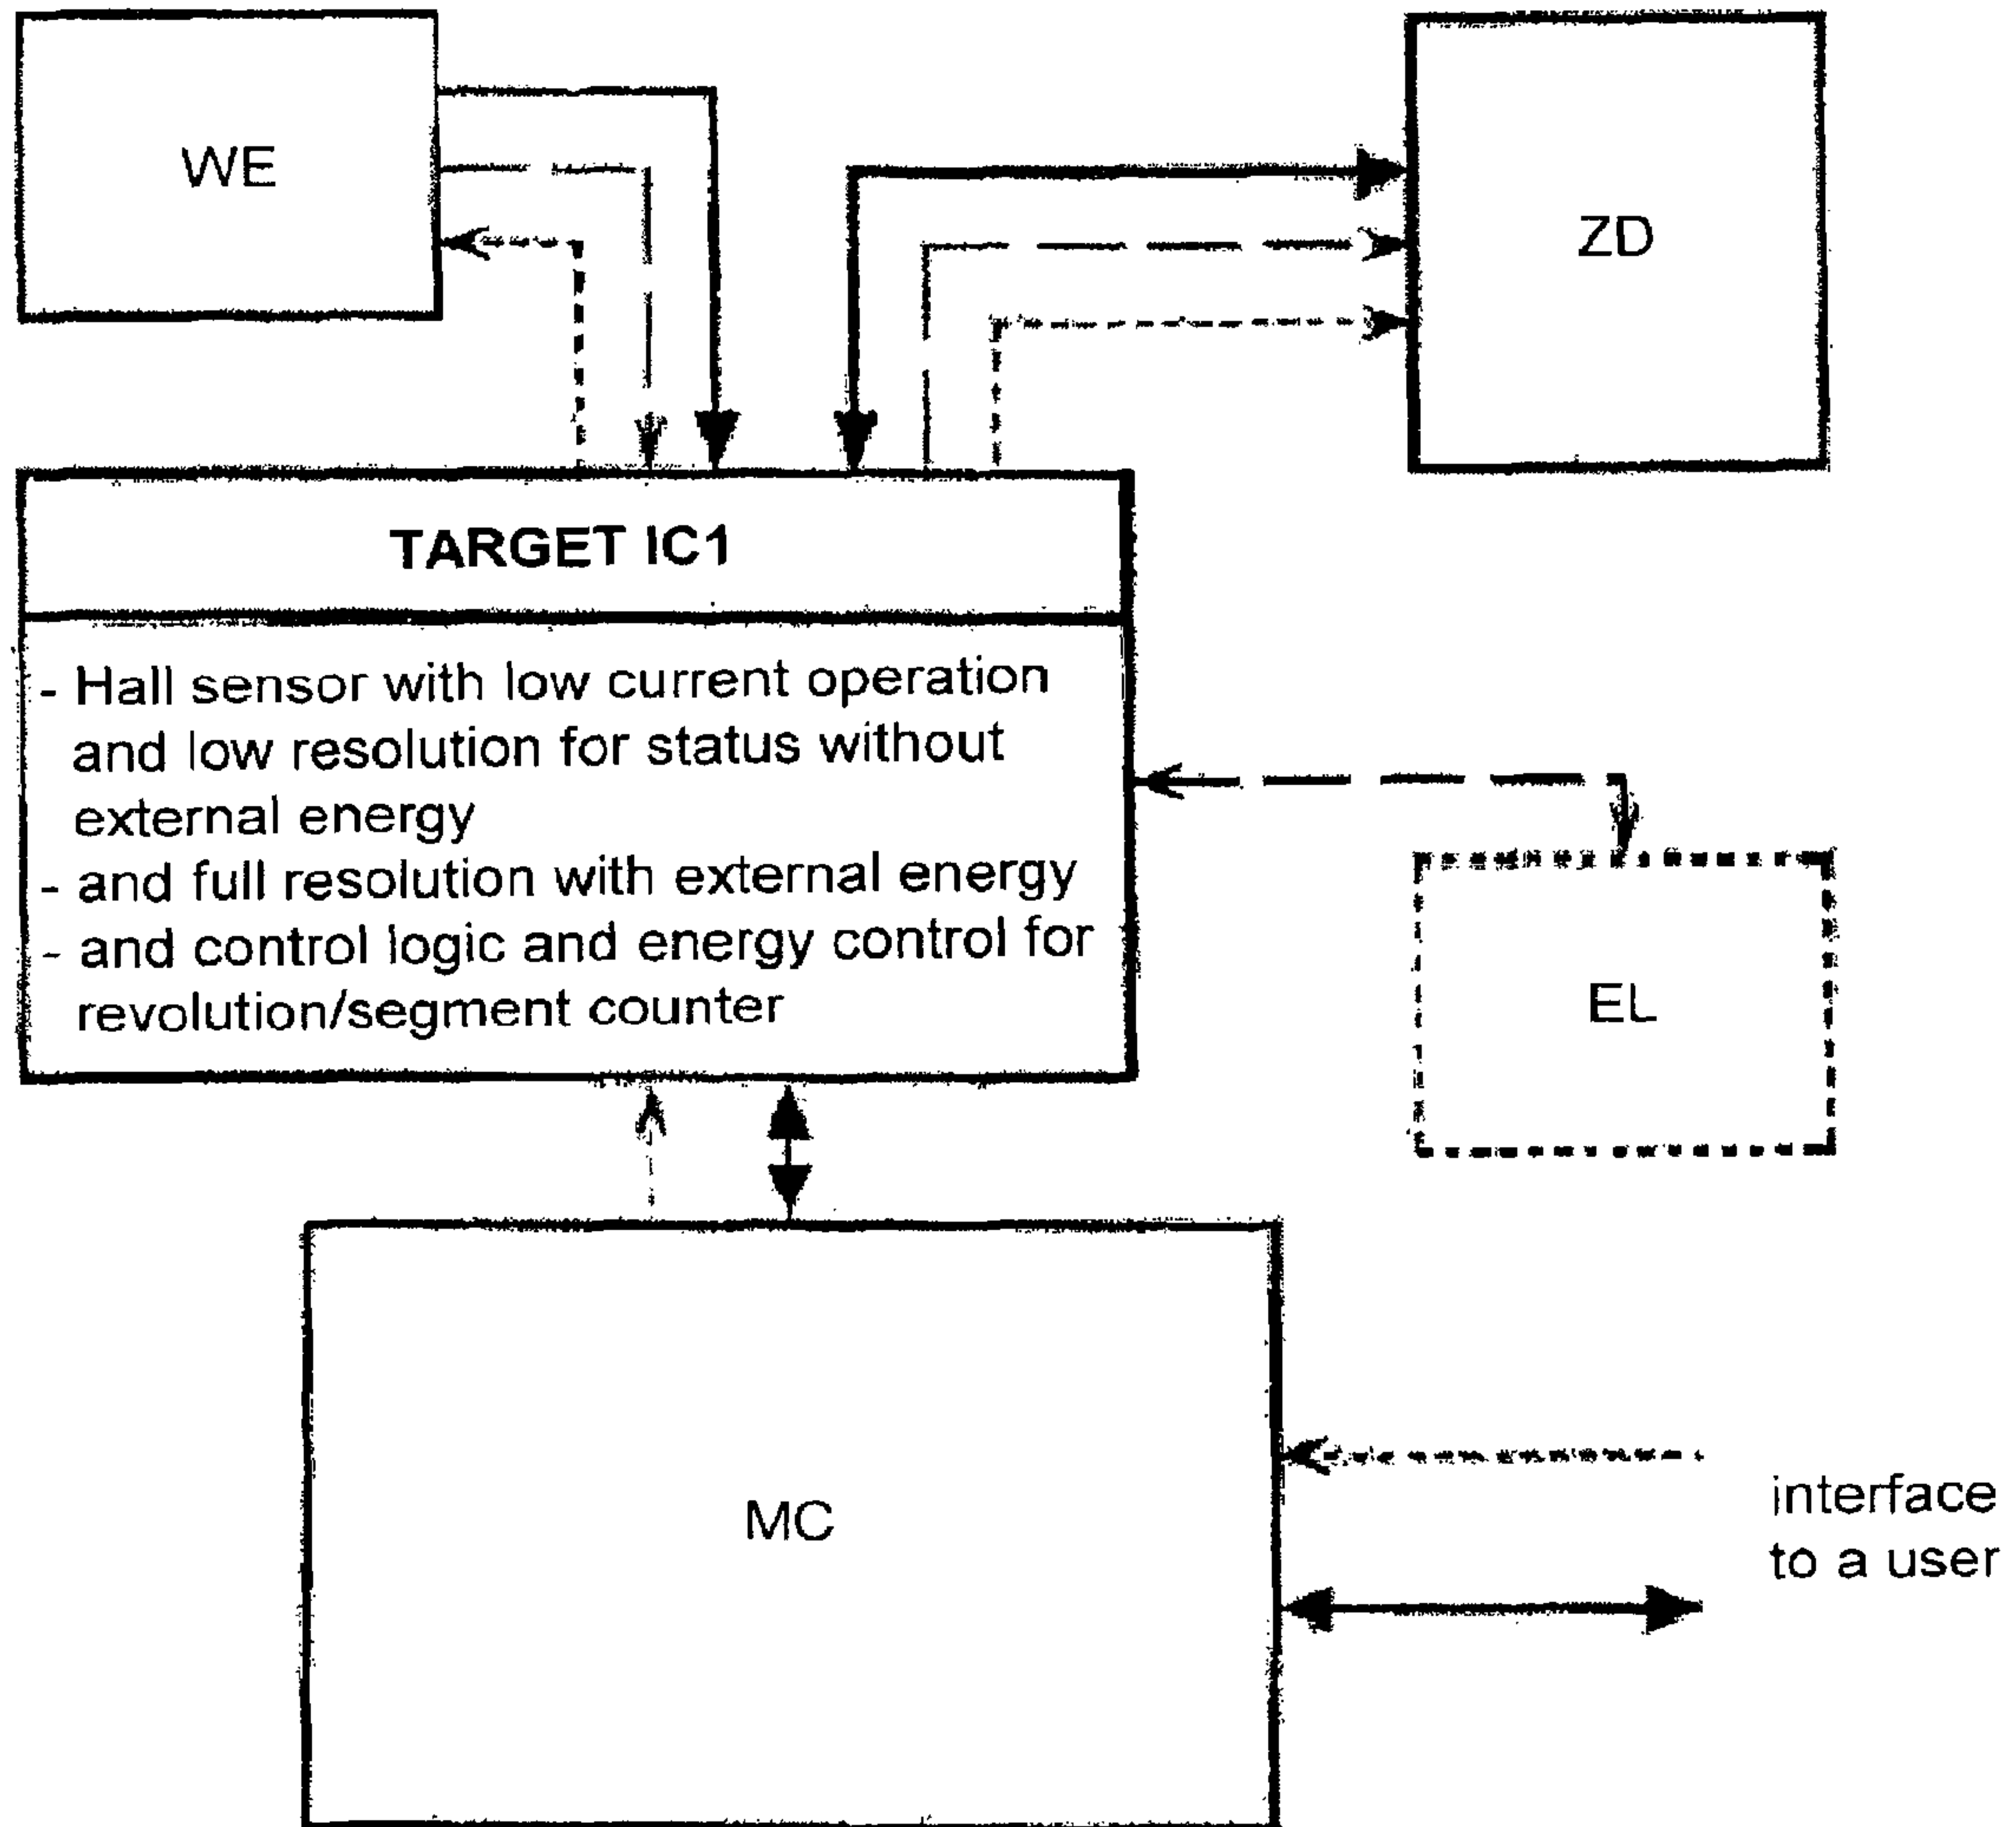 WE
ZD
TARGET IC1
- Hall sensor with low current operation
and low resolution for status without
external energy
- and full resolution with external energy
- and control logic and energy control for
revolution/segment counter
EL
MC
interface
to a user